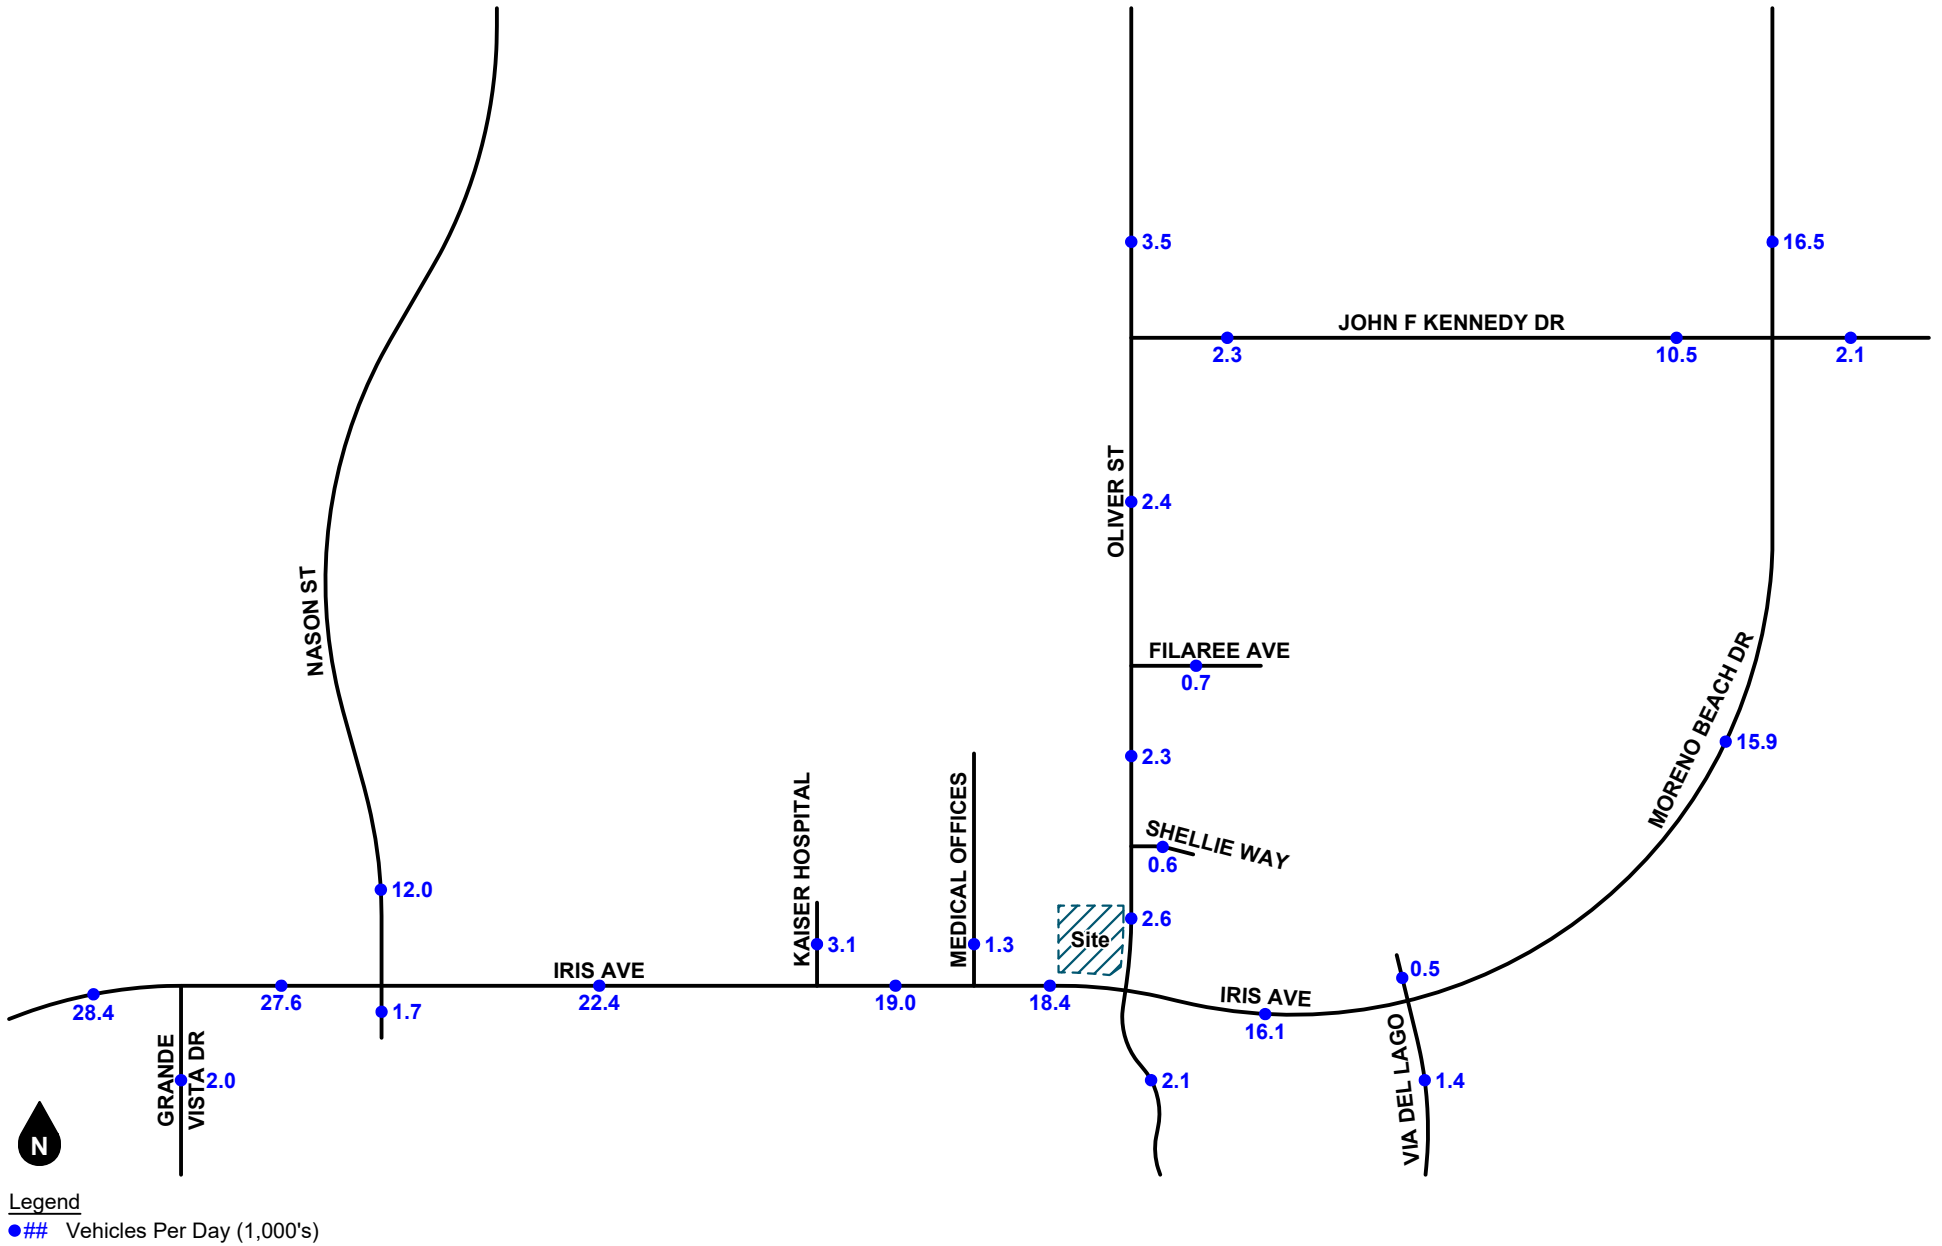 3.5
16.5
JOHN F KENNEDY DR
2.3
10.5
2.1
OLIVER ST
2.4
NASON ST
FILAREE AVE
0.7
MORENO BEACH DR
15.9
2.3
KAISER HOSPITAL
MEDICAL OFFICES
SHELLIE WAY
0.6
12.0
2.6
3.1
1.3
Site
IRIS AVE
0.5
28.4
27.6
1.7
22.4
19.0
18.4
IRIS AVE
16.1
GRANDE
VISTA DR
2.0
2.1
VIA DEL LAGO
1.4
N
Legend
## Vehicles Per Day (1,000's)